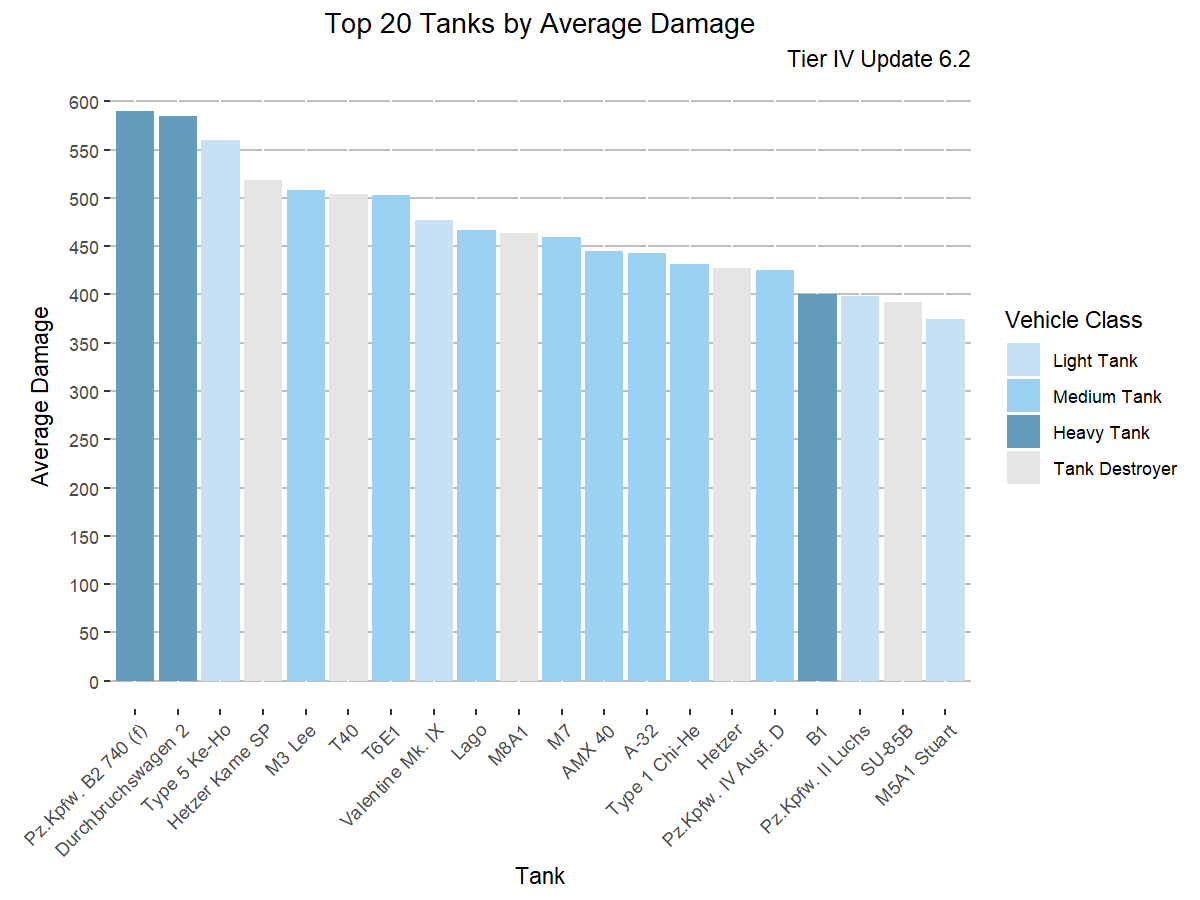 Top 20 Tanks by Average Damage
Tier IV Update 6.2
Average Damage
600
550
500
450
400
350
300
250
200
150
100
50
0
Pz.Kpfw. B2 740 (f)
Durchbruchswagen 2
Type 5 Ke-Ho
Hetzer Kame SP
M3 Lee
T40
T6E1
Valentine Mk. IX
Lago
M8A1
M7
AMX 40
A-32
Type 1 Chi-He
Hetzer
Pz.Kpfw. IV Ausf. D
B1
Pz.Kpfw. II Luchs
SU-85B
M5A1 Stuart
Tank
Vehicle Class
Light Tank
Medium Tank
Heavy Tank
Tank Destroyer